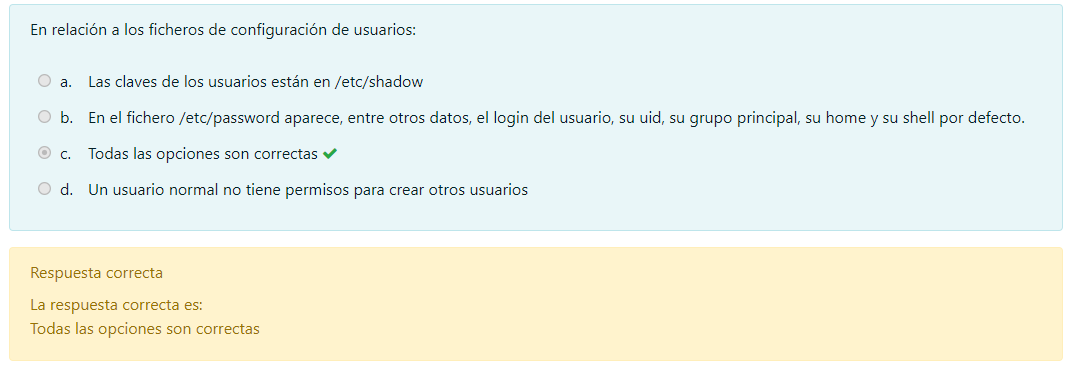 En relación a los ficheros de configuración de usuarios:
a. Las claves de los usuarios están en /etc/shadow
b. En el fichero /etc/password aparece, entre otros datos, el login del usuario, su uid, su grupo principal, su home y su shell por defecto.
c. Todas las opciones son correctas
d. Un usuario normal no tiene permisos para crear otros usuarios
Respuesta correcta
La respuesta correcta es:
Todas las opciones son correctas